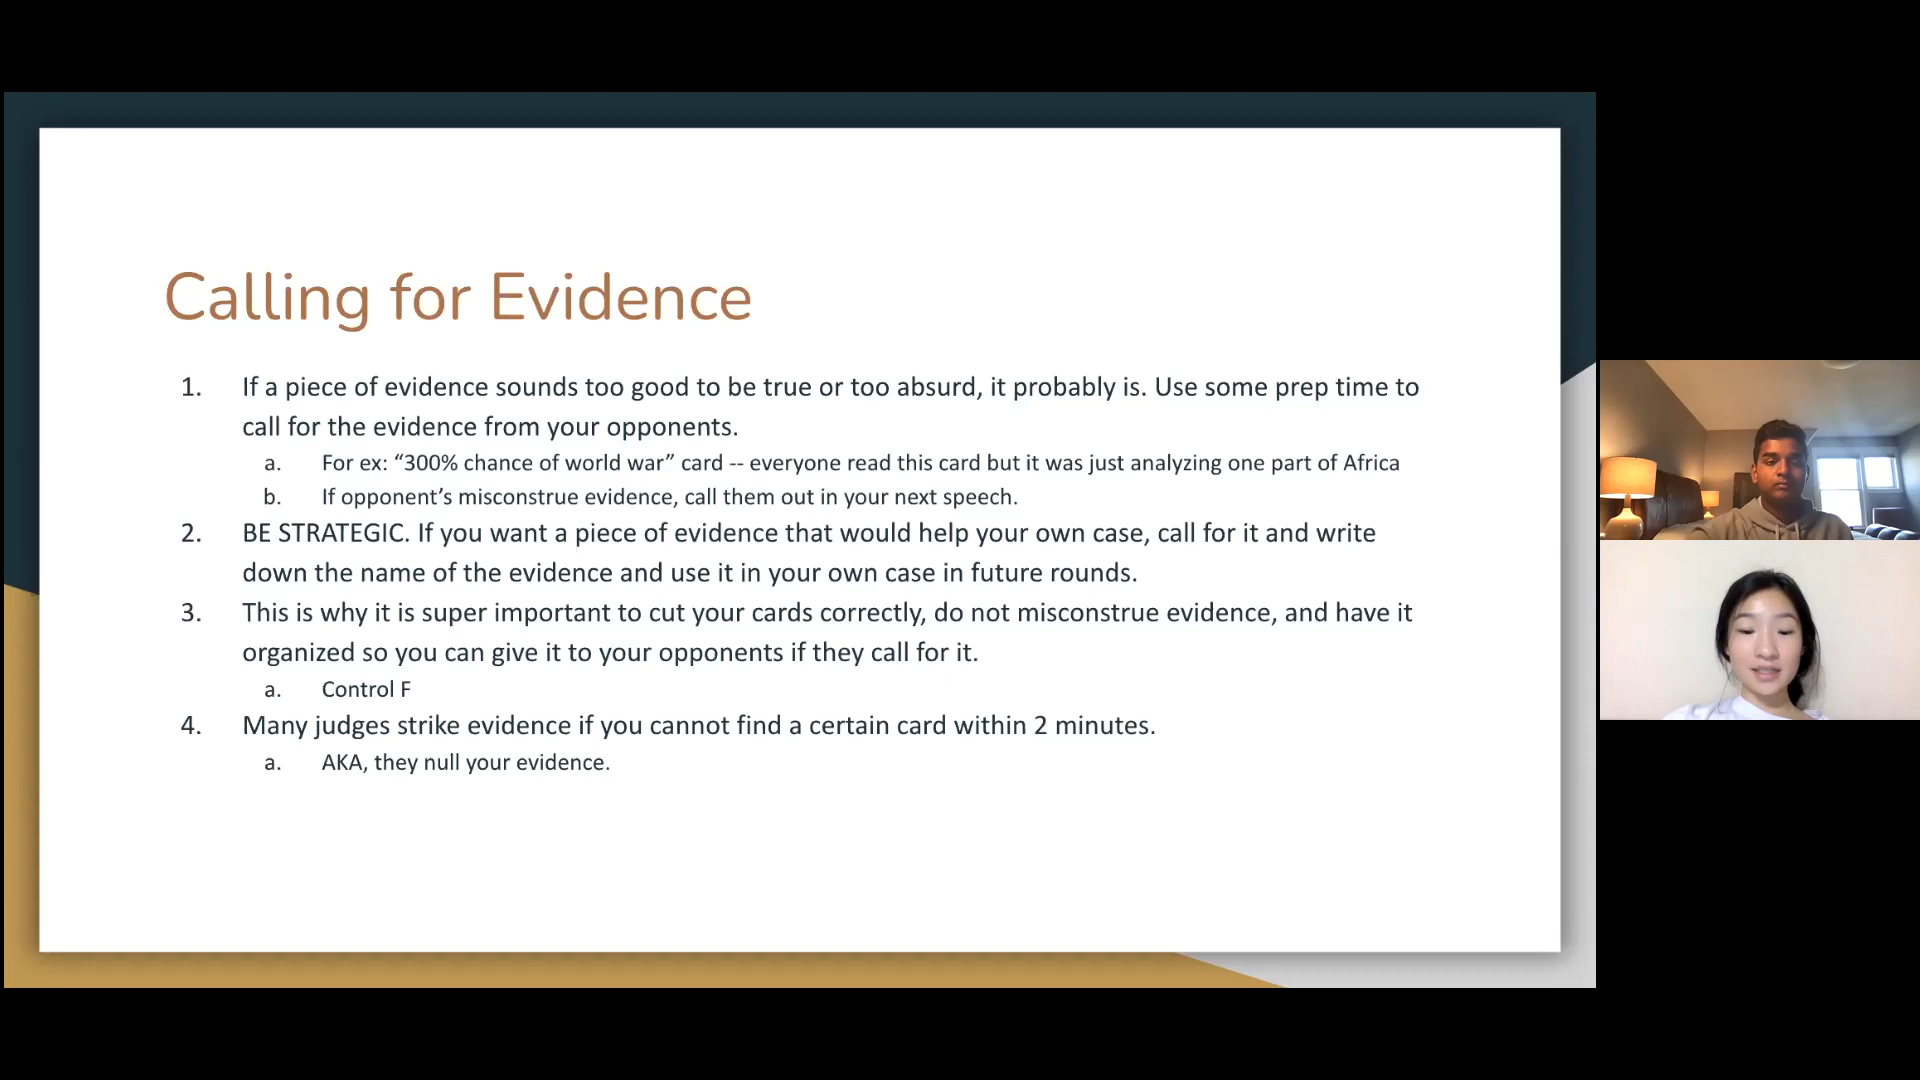 Calling for Evidence
1. If a piece of evidence sounds too good to be true or too absurd, it probably is. Use some prep time to
call for the evidence from your opponents.
a. For ex: “300% chance of world war” card -- everyone read this card but it was just analyzing one part of Africa
b. If opponent’s misconstrue evidence, call them out in your next speech.
2. BE STRATEGIC. If you want a piece of evidence that would help your own case, call for it and write
down the name of the evidence and use it in your own case in future rounds.
3. This is why it is super important to cut your cards correctly, do not misconstrue evidence, and have it
organized so you can give it to your opponents if they call for it.
a. Control F
4. Many judges strike evidence if you cannot find a certain card within 2 minutes.
a. AKA, they null your evidence.